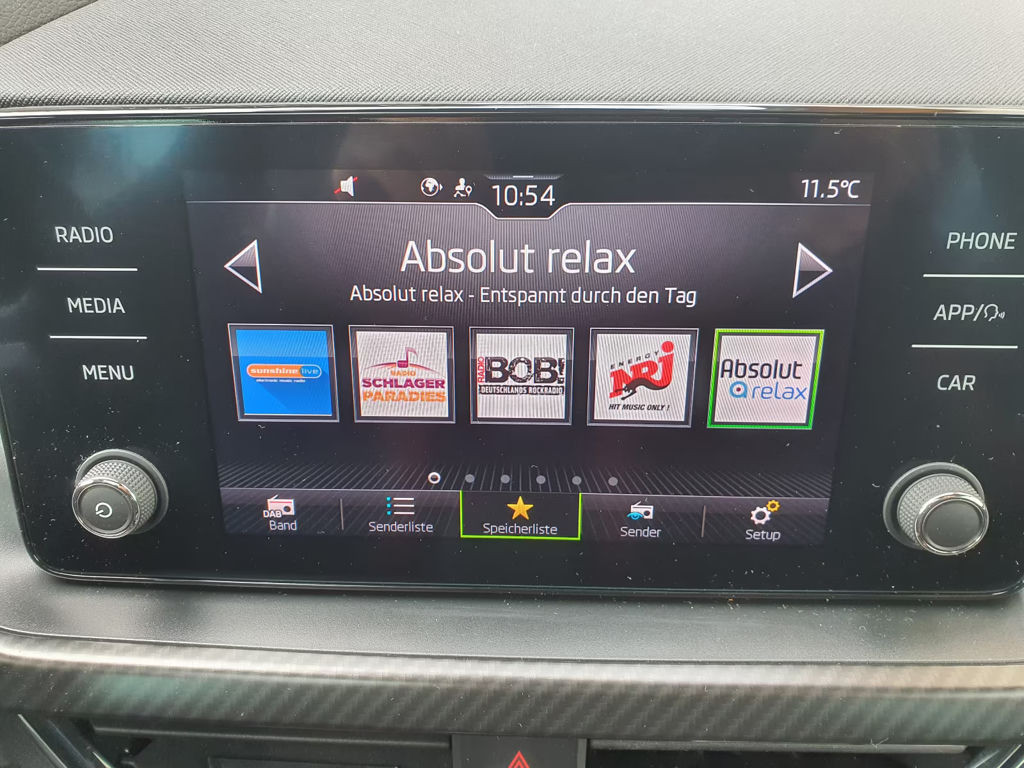 10:54
11.5°C
RADIO
MEDIA
MENU
Absolut relax
Absolut relax - Entspannt durch den Tag
PHONE
APP/
CAR
sunshine live
electronic music radio
RADIO
SCHLAGER
PARADIES
RADIO
BOB!
DEUTSCHLANDS ROCKRADIO
ENERGY
NRJ
HIT MUSIC ONLY !
Absolut
relax
DAB
Band
Senderliste
Speicherliste
Sender
Setup